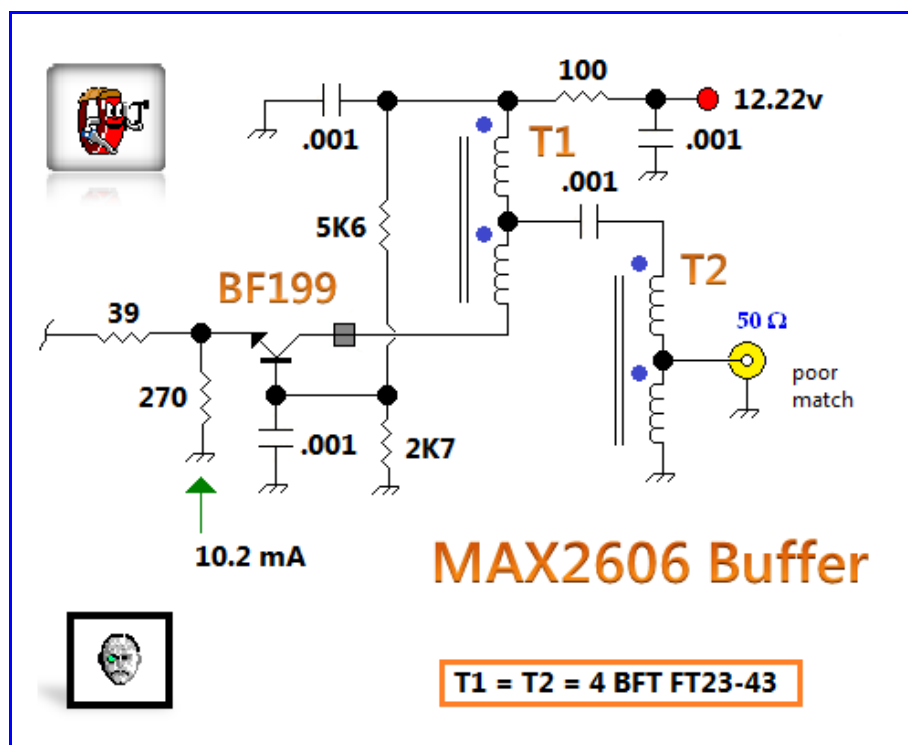 100
12.22v
.001
T1
.001
.001
5K6
BF199
T2
39
50 Ω
poor
match
270
.001
2K7
10.2 mA
MAX2606 Buffer
T1 = T2 = 4 BFT FT23-43